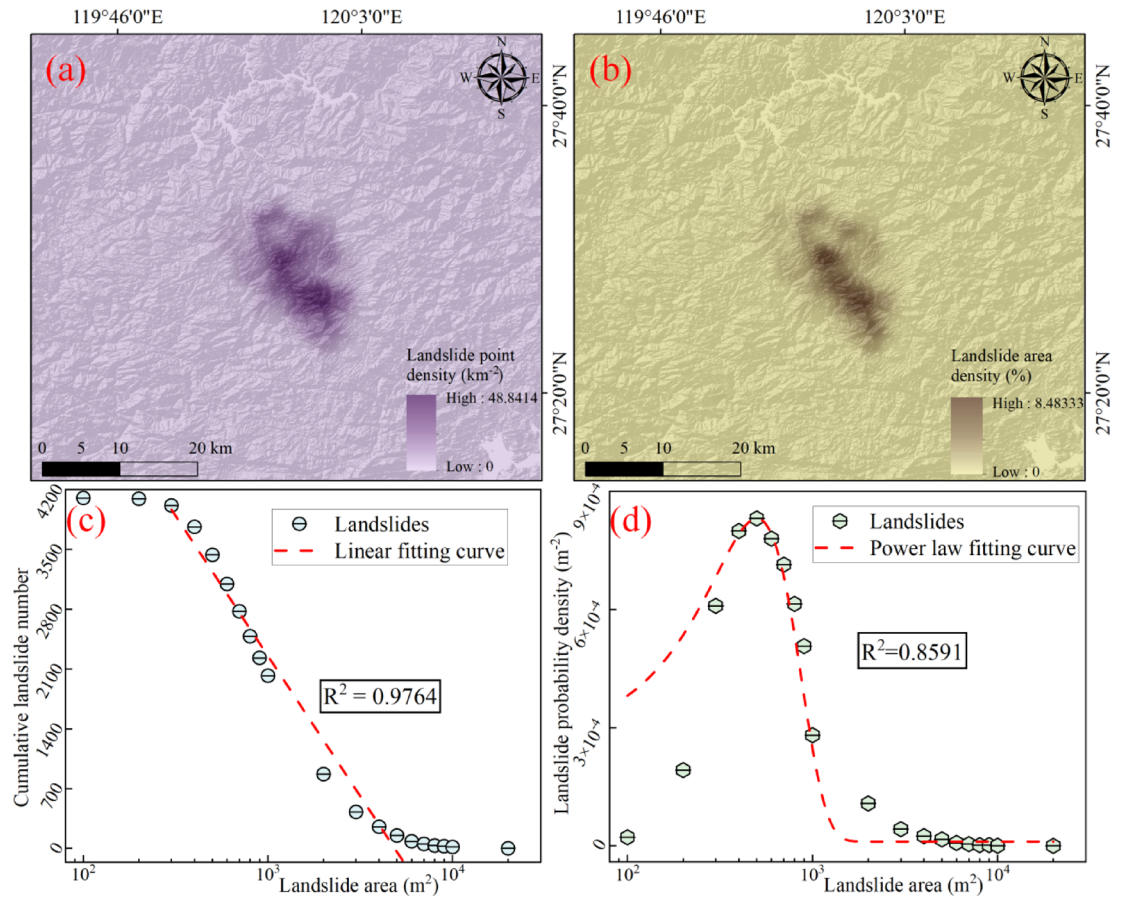 119°46'0"E
120°3'0"E
119°46'0"E
120°3'0"E
(a)
N
W
E
S
(b)
N
W
E
S
27°40'0"N
27°40'0"N
Landslide point
density (km⁻²)
High : 48.8414
Low : 0
Landslide area
density (%)
High : 8.48333
Low : 0
27°20'0"N
27°20'0"N
0 5 10 20 km
0 5 10 20 km
(c)
Landslides
Linear fitting curve
R² = 0.9764
Cumulative landslide number
4200
3500
2800
2100
1400
700
0
10² 10³ 10⁴
Landslide area (m²)
(d)
Landslides
Power law fitting curve
R²=0.8591
Landslide probability density (m⁻²)
9×10⁻⁴
6×10⁻⁴
3×10⁻⁴
0
10² 10³ 10⁴
Landslide area (m²)